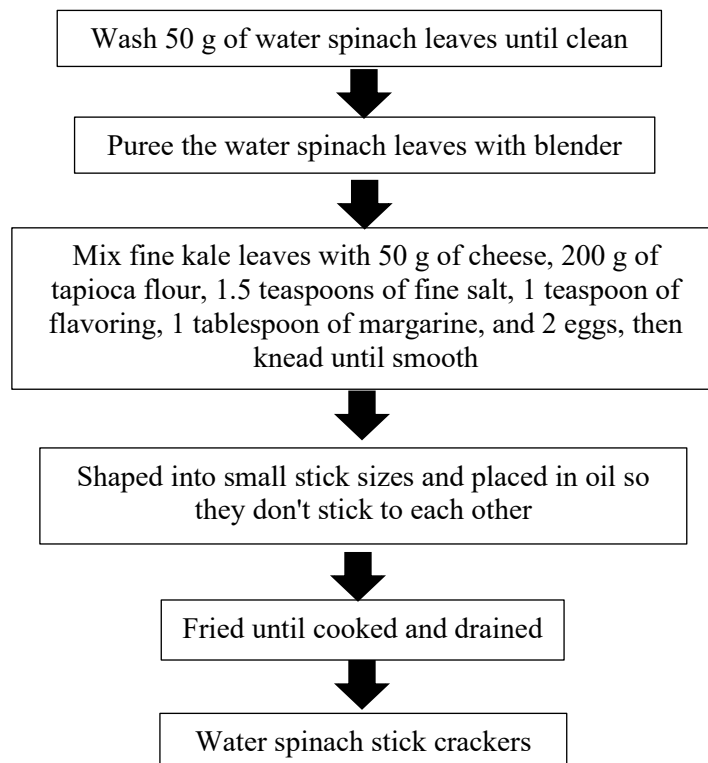 Wash 50 g of water spinach leaves until clean
Puree the water spinach leaves with blender
Mix fine kale leaves with 50 g of cheese, 200 g of
tapioca flour, 1.5 teaspoons of fine salt, 1 teaspoon of
flavoring, 1 tablespoon of margarine, and 2 eggs, then
knead until smooth
Shaped into small stick sizes and placed in oil so
they don't stick to each other
Fried until cooked and drained
Water spinach stick crackers